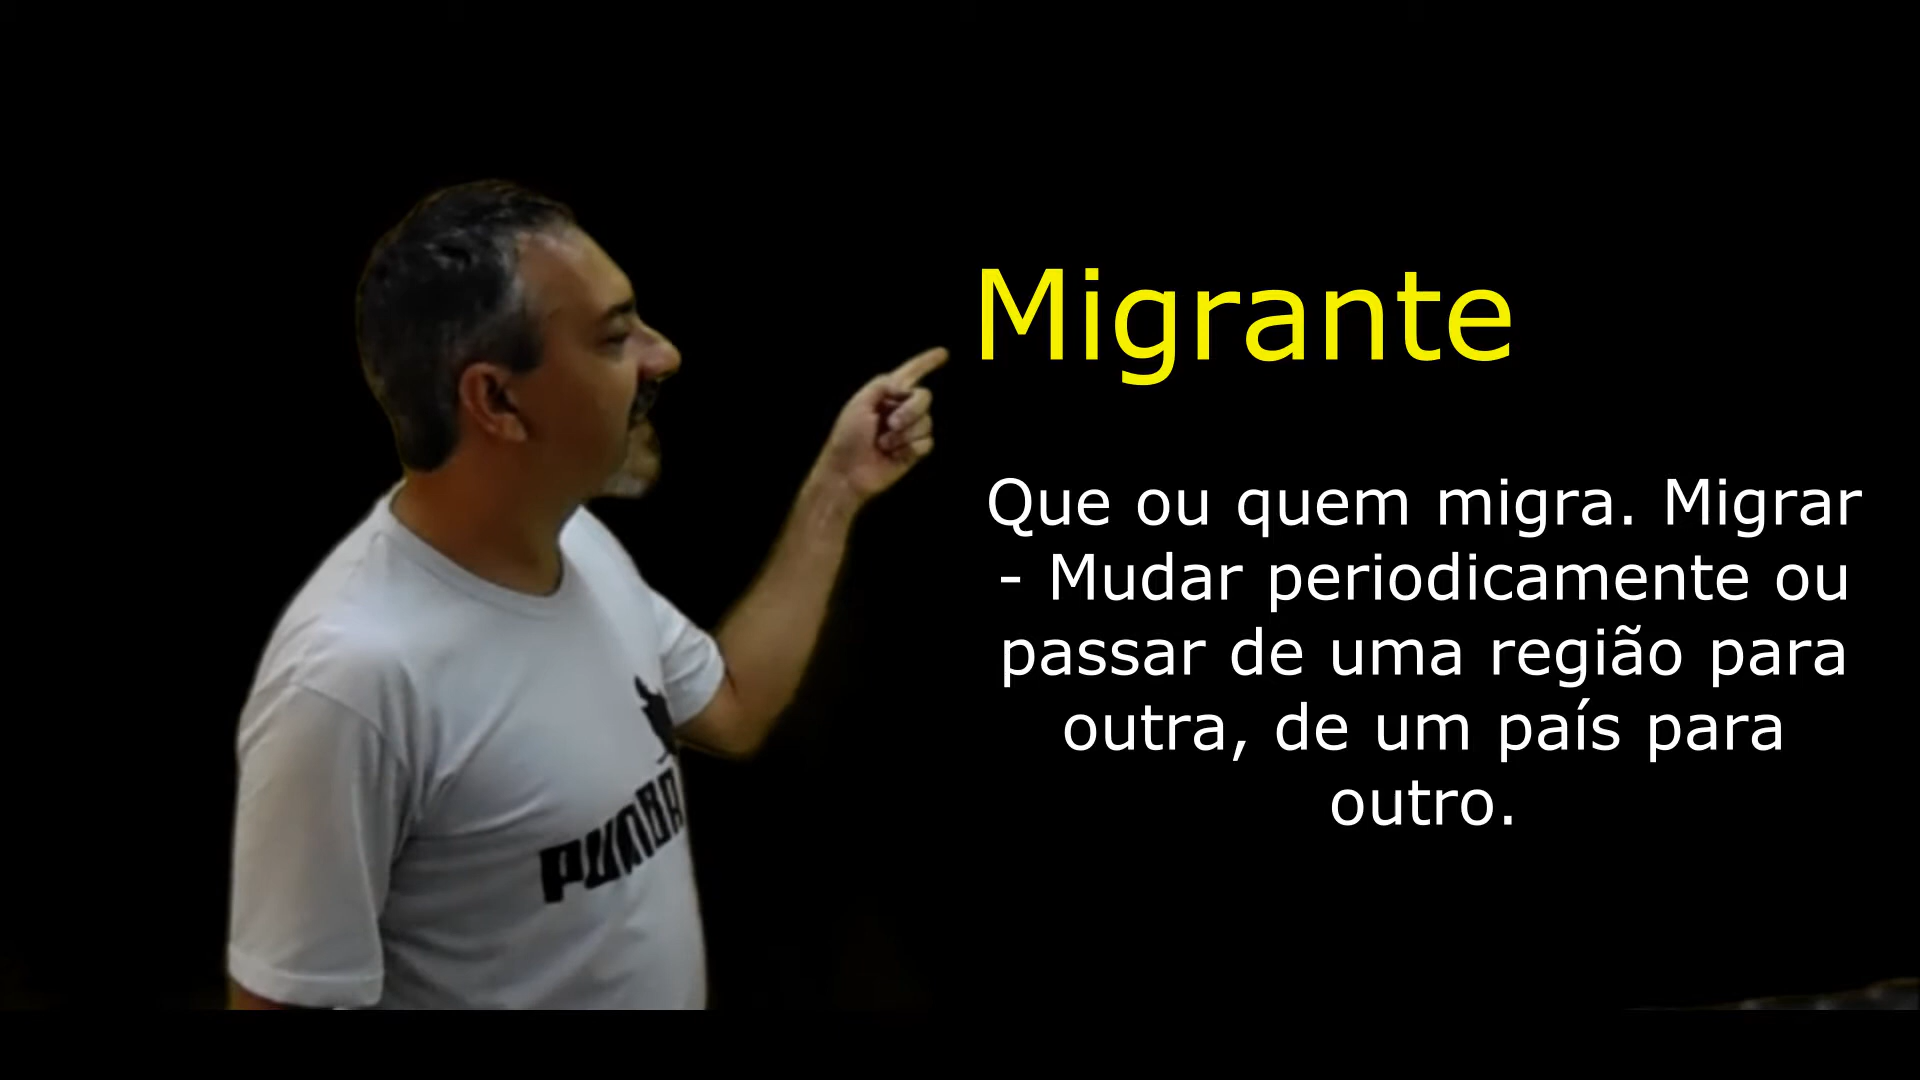 Migrante
Que ou quem migra. Migrar
- Mudar periodicamente ou
passar de uma região para
outra, de um país para
outro.
PUMBA